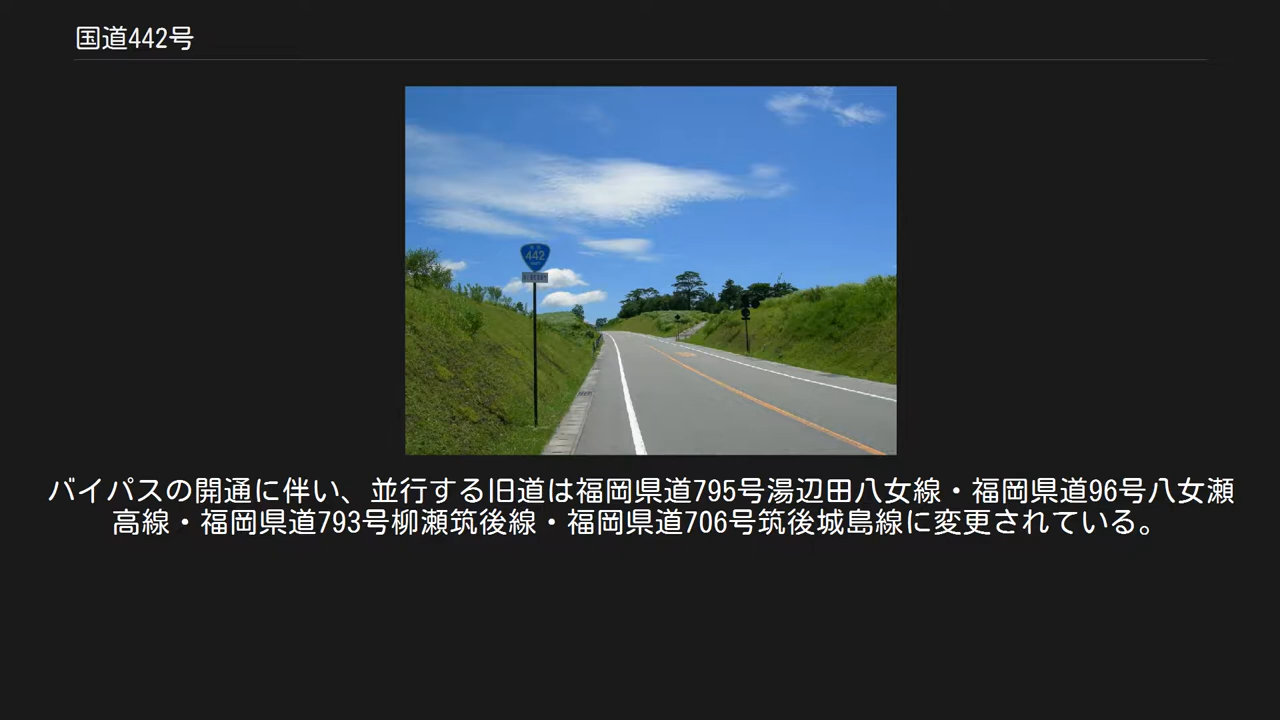 国道442号
442
バイパスの開通に伴い、並行する旧道は福岡県道795号湯辺田八女線・福岡県道96号八女瀬
高線・福岡県道793号柳瀬筑後線・福岡県道706号筑後城島線に変更されている。